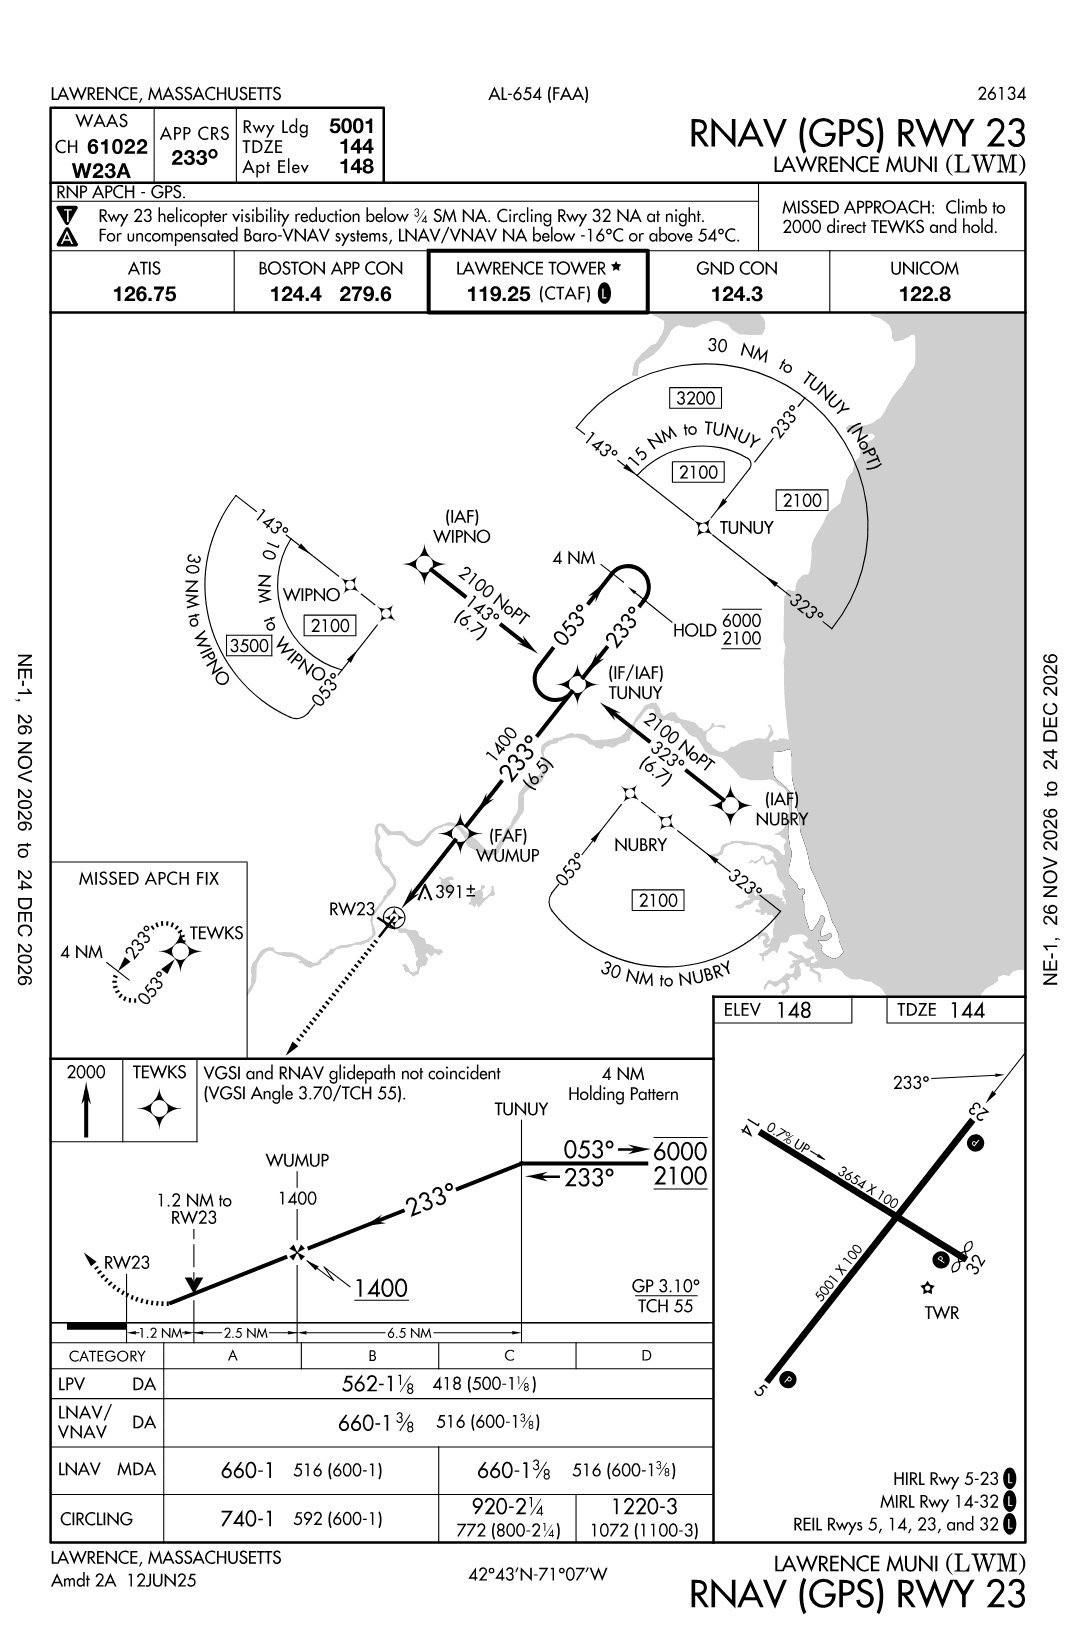 LAWRENCE, MASSACHUSETTS
AL-654 (FAA)
26134
WAAS
CH 61022
W23A
APP CRS
233°
Rwy Ldg 5001
TDZE 144
Apt Elev 148
RNAV (GPS) RWY 23
LAWRENCE MUNI (LWM)
RNP APCH - GPS.
T
A
Rwy 23 helicopter visibility reduction below ¾ SM NA. Circling Rwy 32 NA at night.
For uncompensated Baro-VNAV systems, LNAV/VNAV NA below -16°C or above 54°C.
MISSED APPROACH: Climb to
2000 direct TEWKS and hold.
ATIS
126.75
BOSTON APP CON
124.4 279.6
LAWRENCE TOWER ★
119.25 (CTAF) L
GND CON
124.3
UNICOM
122.8
30 NM to TUNUY (NoPT)
3200
143°
15 NM to TUNUY
233°
2100
2100
TUNUY
323°
143°
30 NM to WIPNO
10 NM to WIPNO
WIPNO
2100
3500
053°
(IAF)
WIPNO
2100 NoPT
143°
(6.7)
4 NM
053°
233°
HOLD
6000
2100
(IF/IAF)
TUNUY
1400
233°
(6.5)
2100 NoPT
323°
(6.7)
(IAF)
NUBRY
(FAF)
WUMUP
NUBRY
053°
323°
2100
30 NM to NUBRY
391±
RW23
MISSED APCH FIX
4 NM
233°
053°
TEWKS
NE-1, 26 NOV 2026 to 24 DEC 2026
NE-1, 26 NOV 2026 to 24 DEC 2026
2000
TEWKS
VGSI and RNAV glidepath not coincident
(VGSI Angle 3.70/TCH 55).
4 NM
Holding Pattern
TUNUY
053°
6000
233°
2100
WUMUP
1400
233°
1.2 NM to
RW23
RW23
1400
GP 3.10°
TCH 55
1.2 NM
2.5 NM
6.5 NM
CATEGORY A B C D
LPV DA 562-1⅛ 418 (500-1⅛)
LNAV/
VNAV DA 660-1⅜ 516 (600-1⅜)
LNAV MDA 660-1 516 (600-1) 660-1⅜ 516 (600-1⅜)
CIRCLING 740-1 592 (600-1)
920-2¼
772 (800-2¼)
1220-3
1072 (1100-3)
ELEV 148
TDZE 144
233°
23
P
14
0.7% UP
3654 X 100
P
32
5001 X 100
TWR
5
P
HIRL Rwy 5-23 L
MIRL Rwy 14-32 L
REIL Rwys 5, 14, 23, and 32 L
LAWRENCE, MASSACHUSETTS
Amdt 2A 12JUN25
42°43'N-71°07'W
LAWRENCE MUNI (LWM)
RNAV (GPS) RWY 23